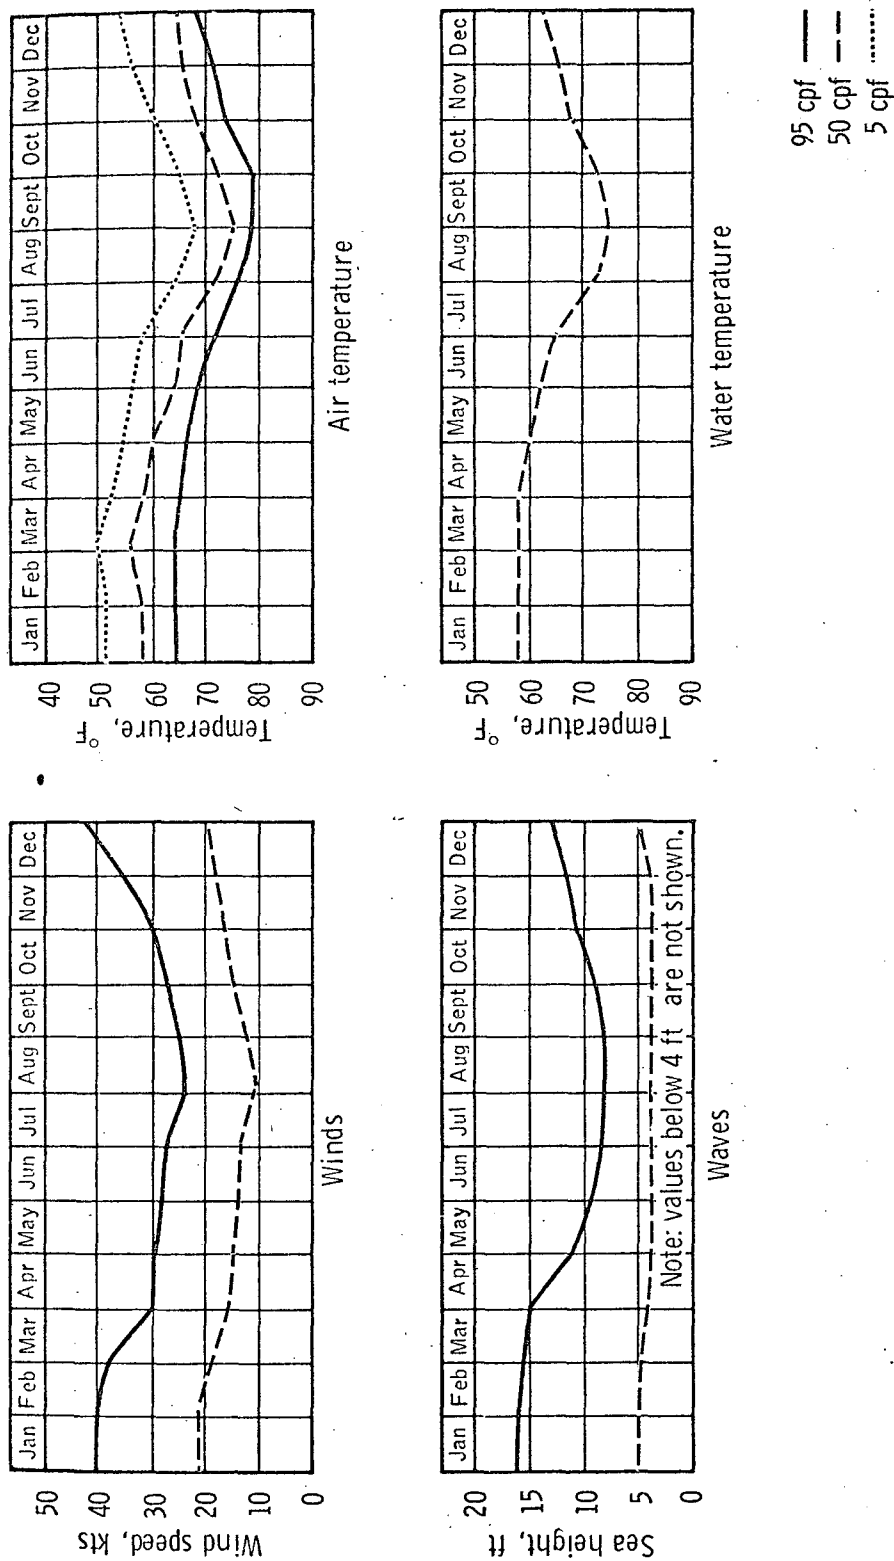 50
40
30
20
10
0
Wind speed, kts
Jan Feb Mar Apr May Jun Jul Aug Sept Oct Nov Dec
Winds
40
50
60
70
80
90
Temperature, °F
Jan Feb Mar Apr May Jun Jul Aug Sept Oct Nov Dec
Air temperature
20
15
10
5
0
Sea height, ft
Jan Feb Mar Apr May Jun Jul Aug Sept Oct Nov Dec
Note: values below 4 ft are not shown.
Waves
50
60
70
80
90
Temperature, °F
Jan Feb Mar Apr May Jun Jul Aug Sept Oct Nov Dec
Water temperature
95 cpf
50 cpf
5 cpf